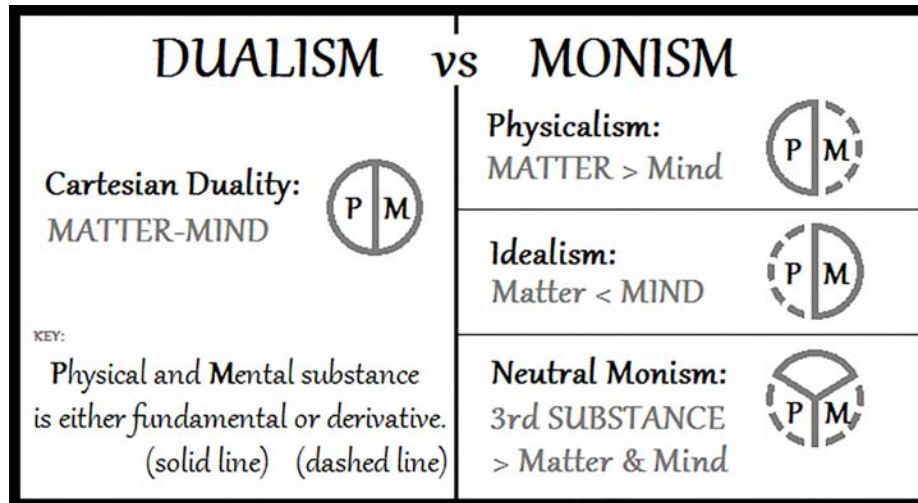 DUALISM vs MONISM
Cartesian Duality:
MATTER-MIND
P M
KEY:
Physical and Mental substance
is either fundamental or derivative.
(solid line) (dashed line)
Physicalism:
MATTER > Mind
P M
Idealism:
Matter < MIND
P M
Neutral Monism:
3rd SUBSTANCE
> Matter & Mind
P M